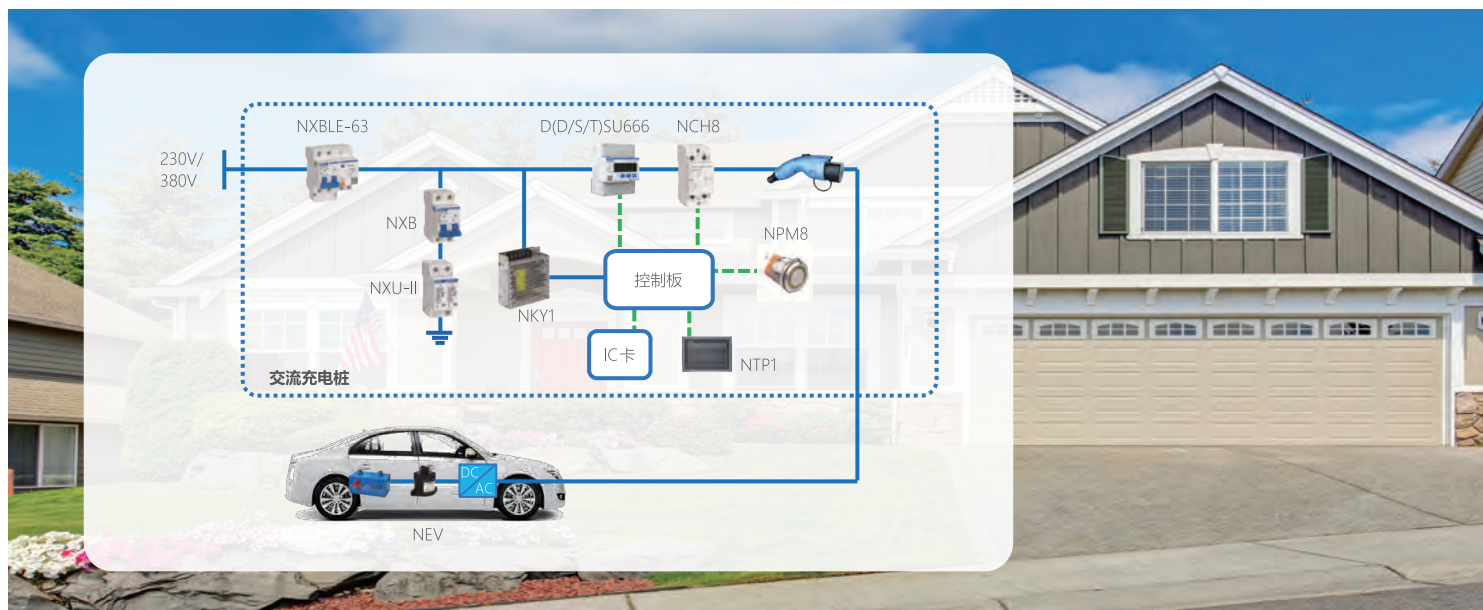 NXBLE-63
D(D/S/T)SU666
NCH8
230V/
380V
NXB
NPM8
NXU-II
控制板
NKY1
IC卡
NTP1
交流充电桩
DC
AC
NEV